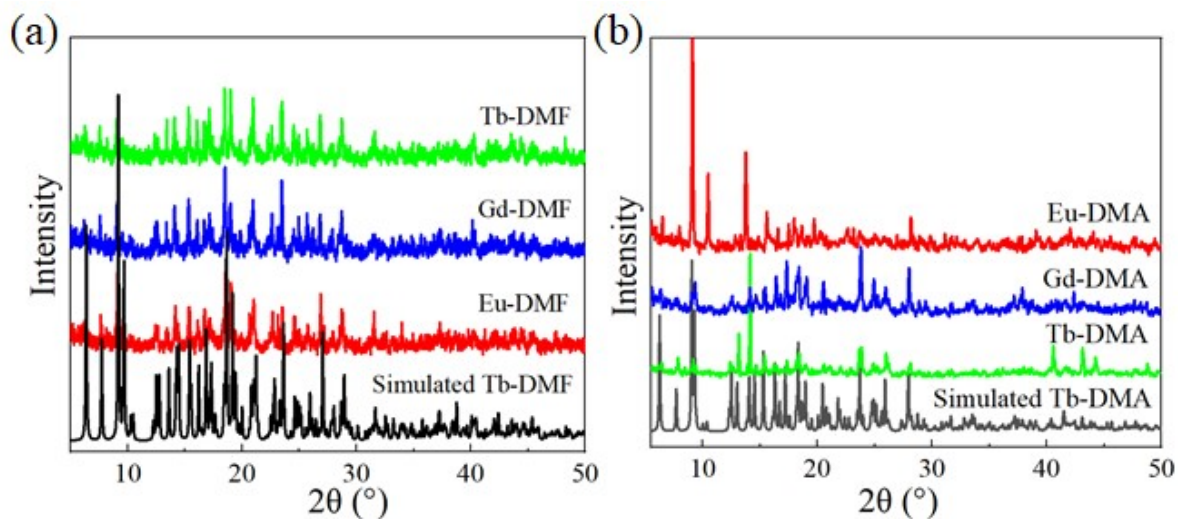 (a)
Intensity
Tb-DMF
Gd-DMF
Eu-DMF
Simulated Tb-DMF
10 20 30 40 50
2θ (°)
(b)
Intensity
Eu-DMA
Gd-DMA
Tb-DMA
Simulated Tb-DMA
10 20 30 40 50
2θ (°)